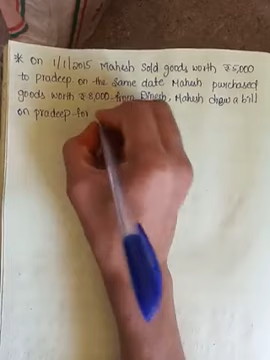 * On 1/1/2015 Mahesh Sold goods worth ₹ 5,000
to pradeep. on the Same date Mahesh purchased
goods worth ₹ 8,000 from Dinesh, Mahesh drew a bill
on pradeep for